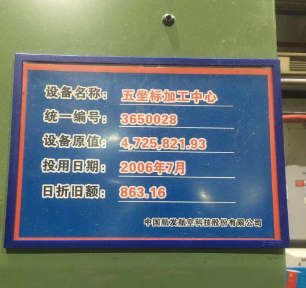 设备名称：五坐标加工中心
统一编号：3650028
设备原值：4,725,821.93
投用日期：2006年7月
日折旧额：863.16
中国航发航空科技股份有限公司